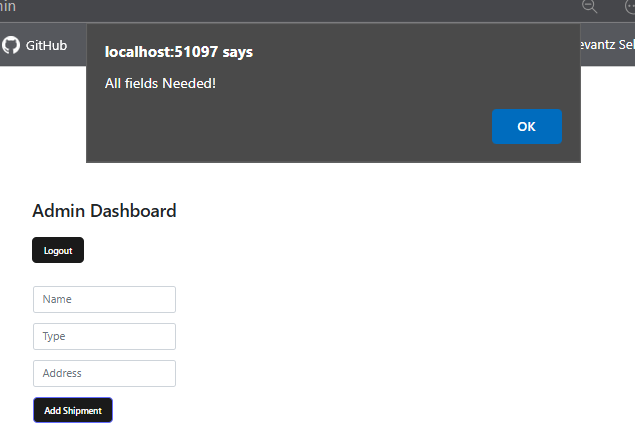 GitHub
localhost:51097 says
All fields Needed!
OK
Admin Dashboard
Logout
Name
Type
Address
Add Shipment